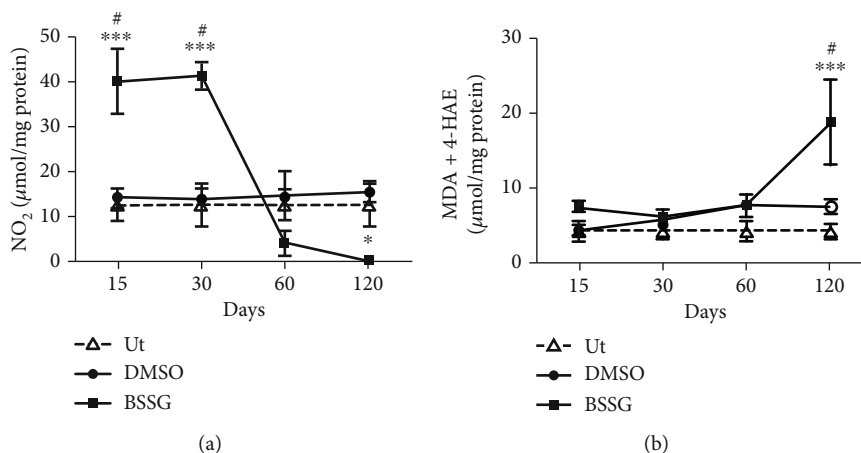 NO₂ (μmol/mg protein)
50
40
30
20
10
0
#
***
#
***
*
15 30 60 120
Days
Ut
DMSO
BSSG
(a)
MDA + 4-HAE
(μmol/mg protein)
30
20
10
0
#
***
15 30 60 120
Days
Ut
DMSO
BSSG
(b)